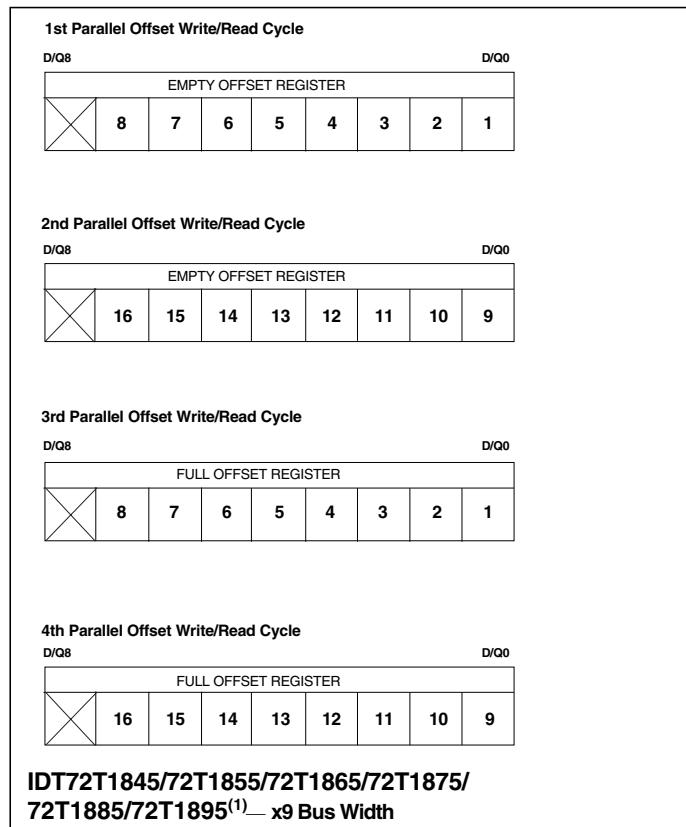 1st Parallel Offset Write/Read Cycle
D/Q8 D/Q0
EMPTY OFFSET REGISTER
8 7 6 5 4 3 2 1
2nd Parallel Offset Write/Read Cycle
D/Q8 D/Q0
EMPTY OFFSET REGISTER
16 15 14 13 12 11 10 9
3rd Parallel Offset Write/Read Cycle
D/Q8 D/Q0
FULL OFFSET REGISTER
8 7 6 5 4 3 2 1
4th Parallel Offset Write/Read Cycle
D/Q8 D/Q0
FULL OFFSET REGISTER
16 15 14 13 12 11 10 9
IDT72T1845/72T1855/72T1865/72T1875/
72T1885/72T1895(1)— x9 Bus Width